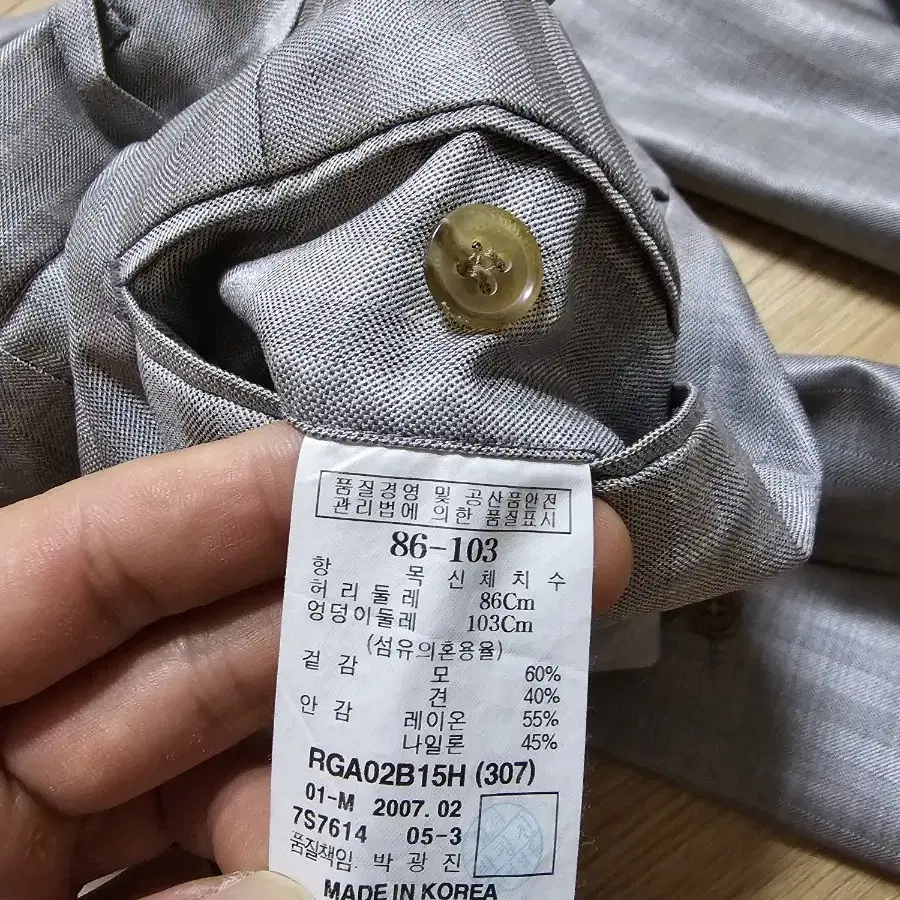 품질경영 및 공산품안전
관리법에 의한 품질표시
86-103
항 목 신체치수
허리둘레 86Cm
엉덩이둘레 103Cm
(섬유의혼용율)
겉감 모 60%
견 40%
안감 레이온 55%
나일론 45%
RGA02B15H (307)
01-M 2007. 02
7S7614 05-3
품질책임. 박광진
MADE IN KOREA